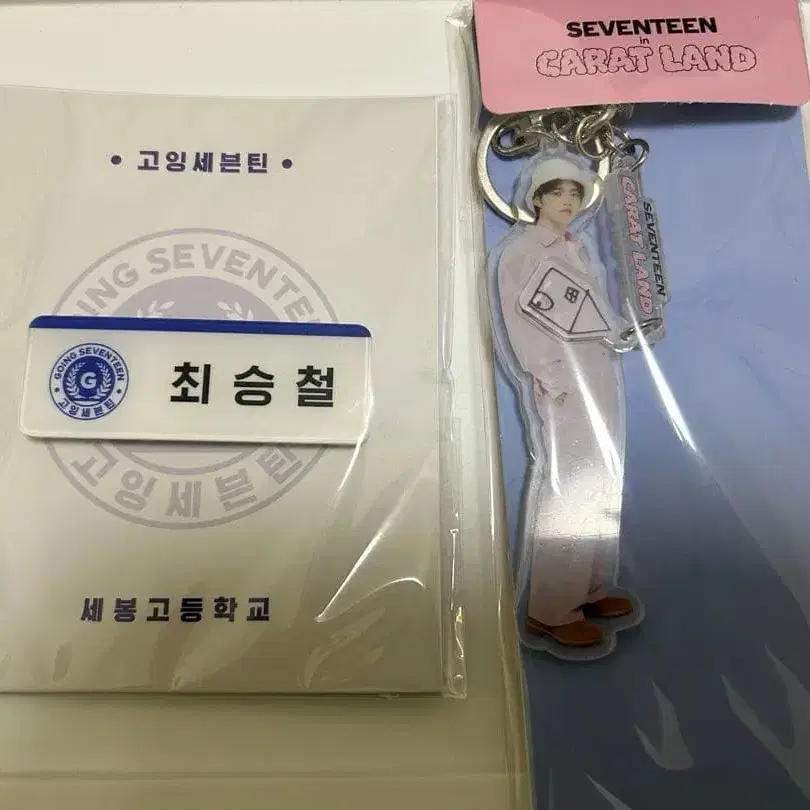 • 고잉세븐틴 •
GOING SEVENTEEN
GOING SEVENTEEN
G
고잉세븐틴
최승철
고잉세븐틴
세봉고등학교
SEVENTEEN
in
CARAT LAND
SEVENTEEN
CARAT LAND